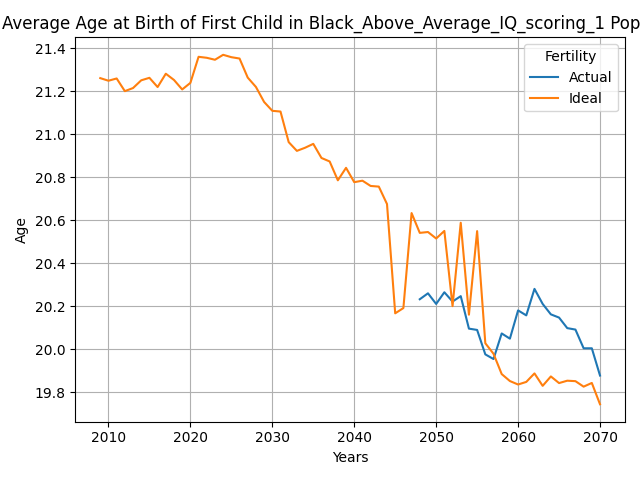 Average Age at Birth of First Child in Black_Above_Average_IQ_scoring_1 Pop
Fertility
Actual
Ideal
21.4
21.2
21.0
20.8
20.6
20.4
20.2
20.0
19.8
Age
2010 2020 2030 2040 2050 2060 2070
Years